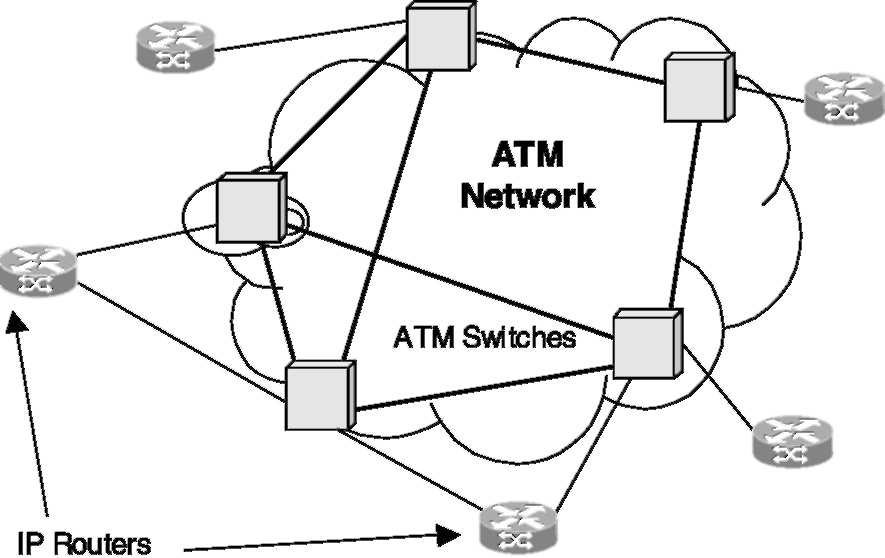 ATM
Network
ATM Switches
IP Routers